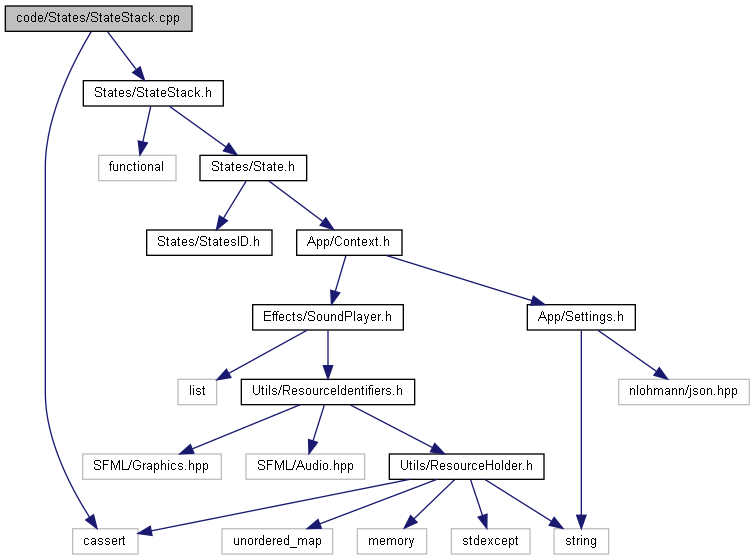 code/States/StateStack.cpp
States/StateStack.h
functional
States/State.h
States/StatesID.h
App/Context.h
Effects/SoundPlayer.h
App/Settings.h
list
Utils/ResourceIdentifiers.h
nlohmann/json.hpp
SFML/Graphics.hpp
SFML/Audio.hpp
Utils/ResourceHolder.h
cassert
unordered_map
memory
stdexcept
string